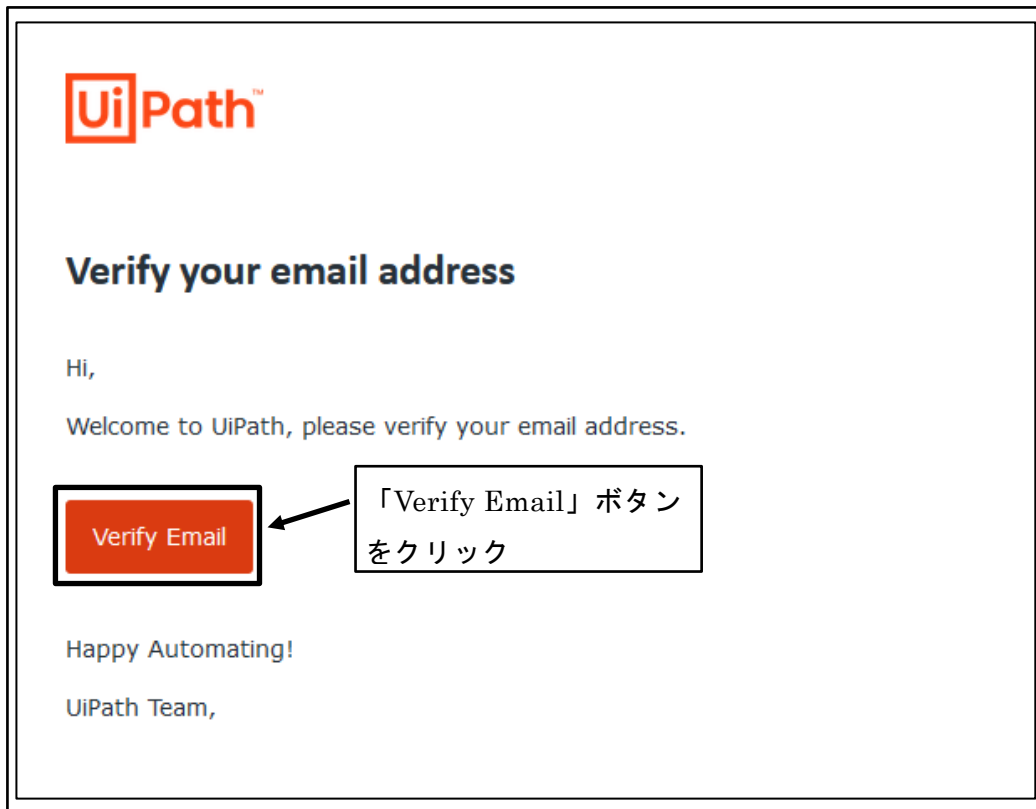 UiPath™
Verify your email address
Hi,
Welcome to UiPath, please verify your email address.
Verify Email
「Verify Email」ボタン
をクリック
Happy Automating!
UiPath Team,